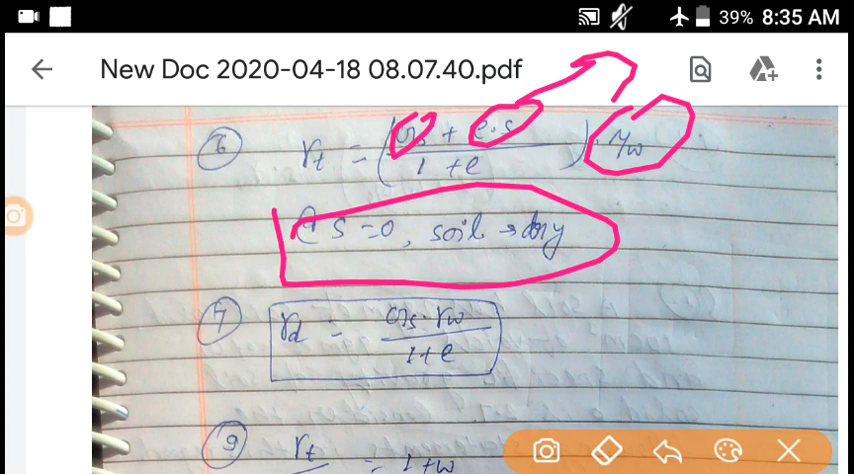 39% 8:35 AM
New Doc 2020-04-18 08.07.40.pdf
6 γt = (Gs + e.s / 1 + e) . γw
@ S = 0, soil → dry
7 γd = Gs . γw / 1 + e
9 γt = 1 + w